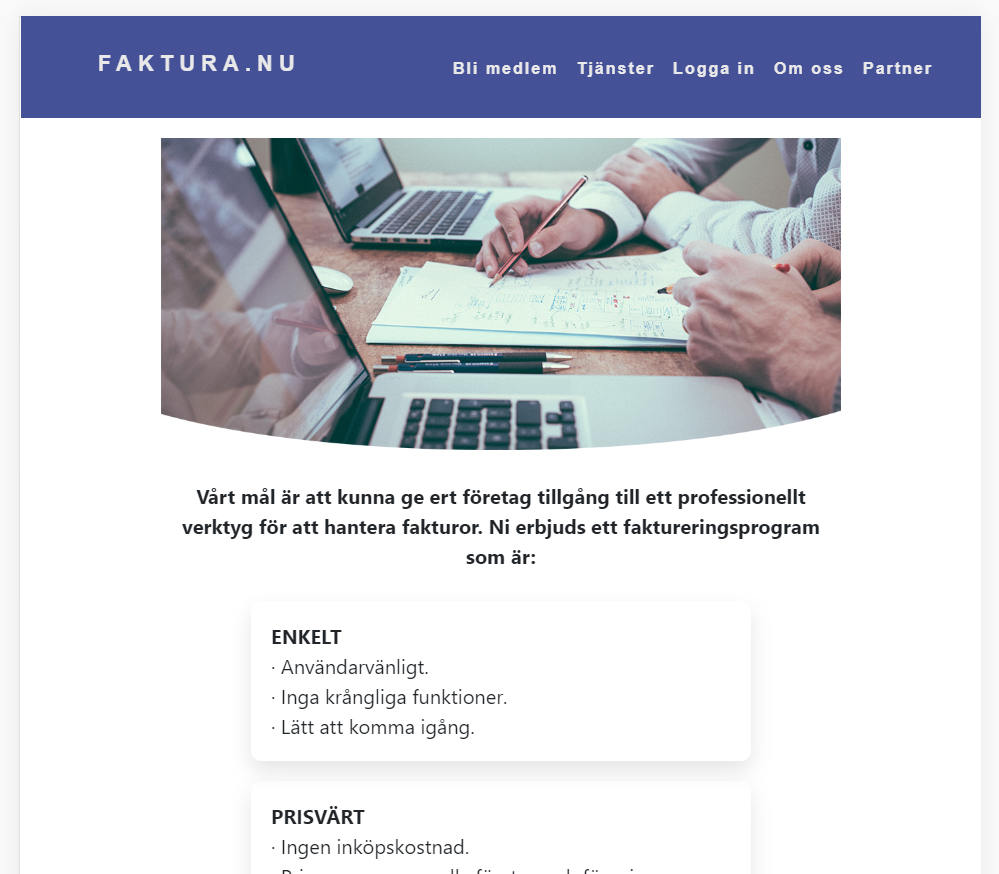 FAKTURA.NU
Bli medlem Tjänster Logga in Om oss Partner
Vårt mål är att kunna ge ert företag tillgång till ett professionellt
verktyg för att hantera fakturor. Ni erbjuds ett faktureringsprogram
som är:
ENKELT
· Användarvänligt.
· Inga krångliga funktioner.
· Lätt att komma igång.
PRISVÄRT
· Ingen inköpskostnad.